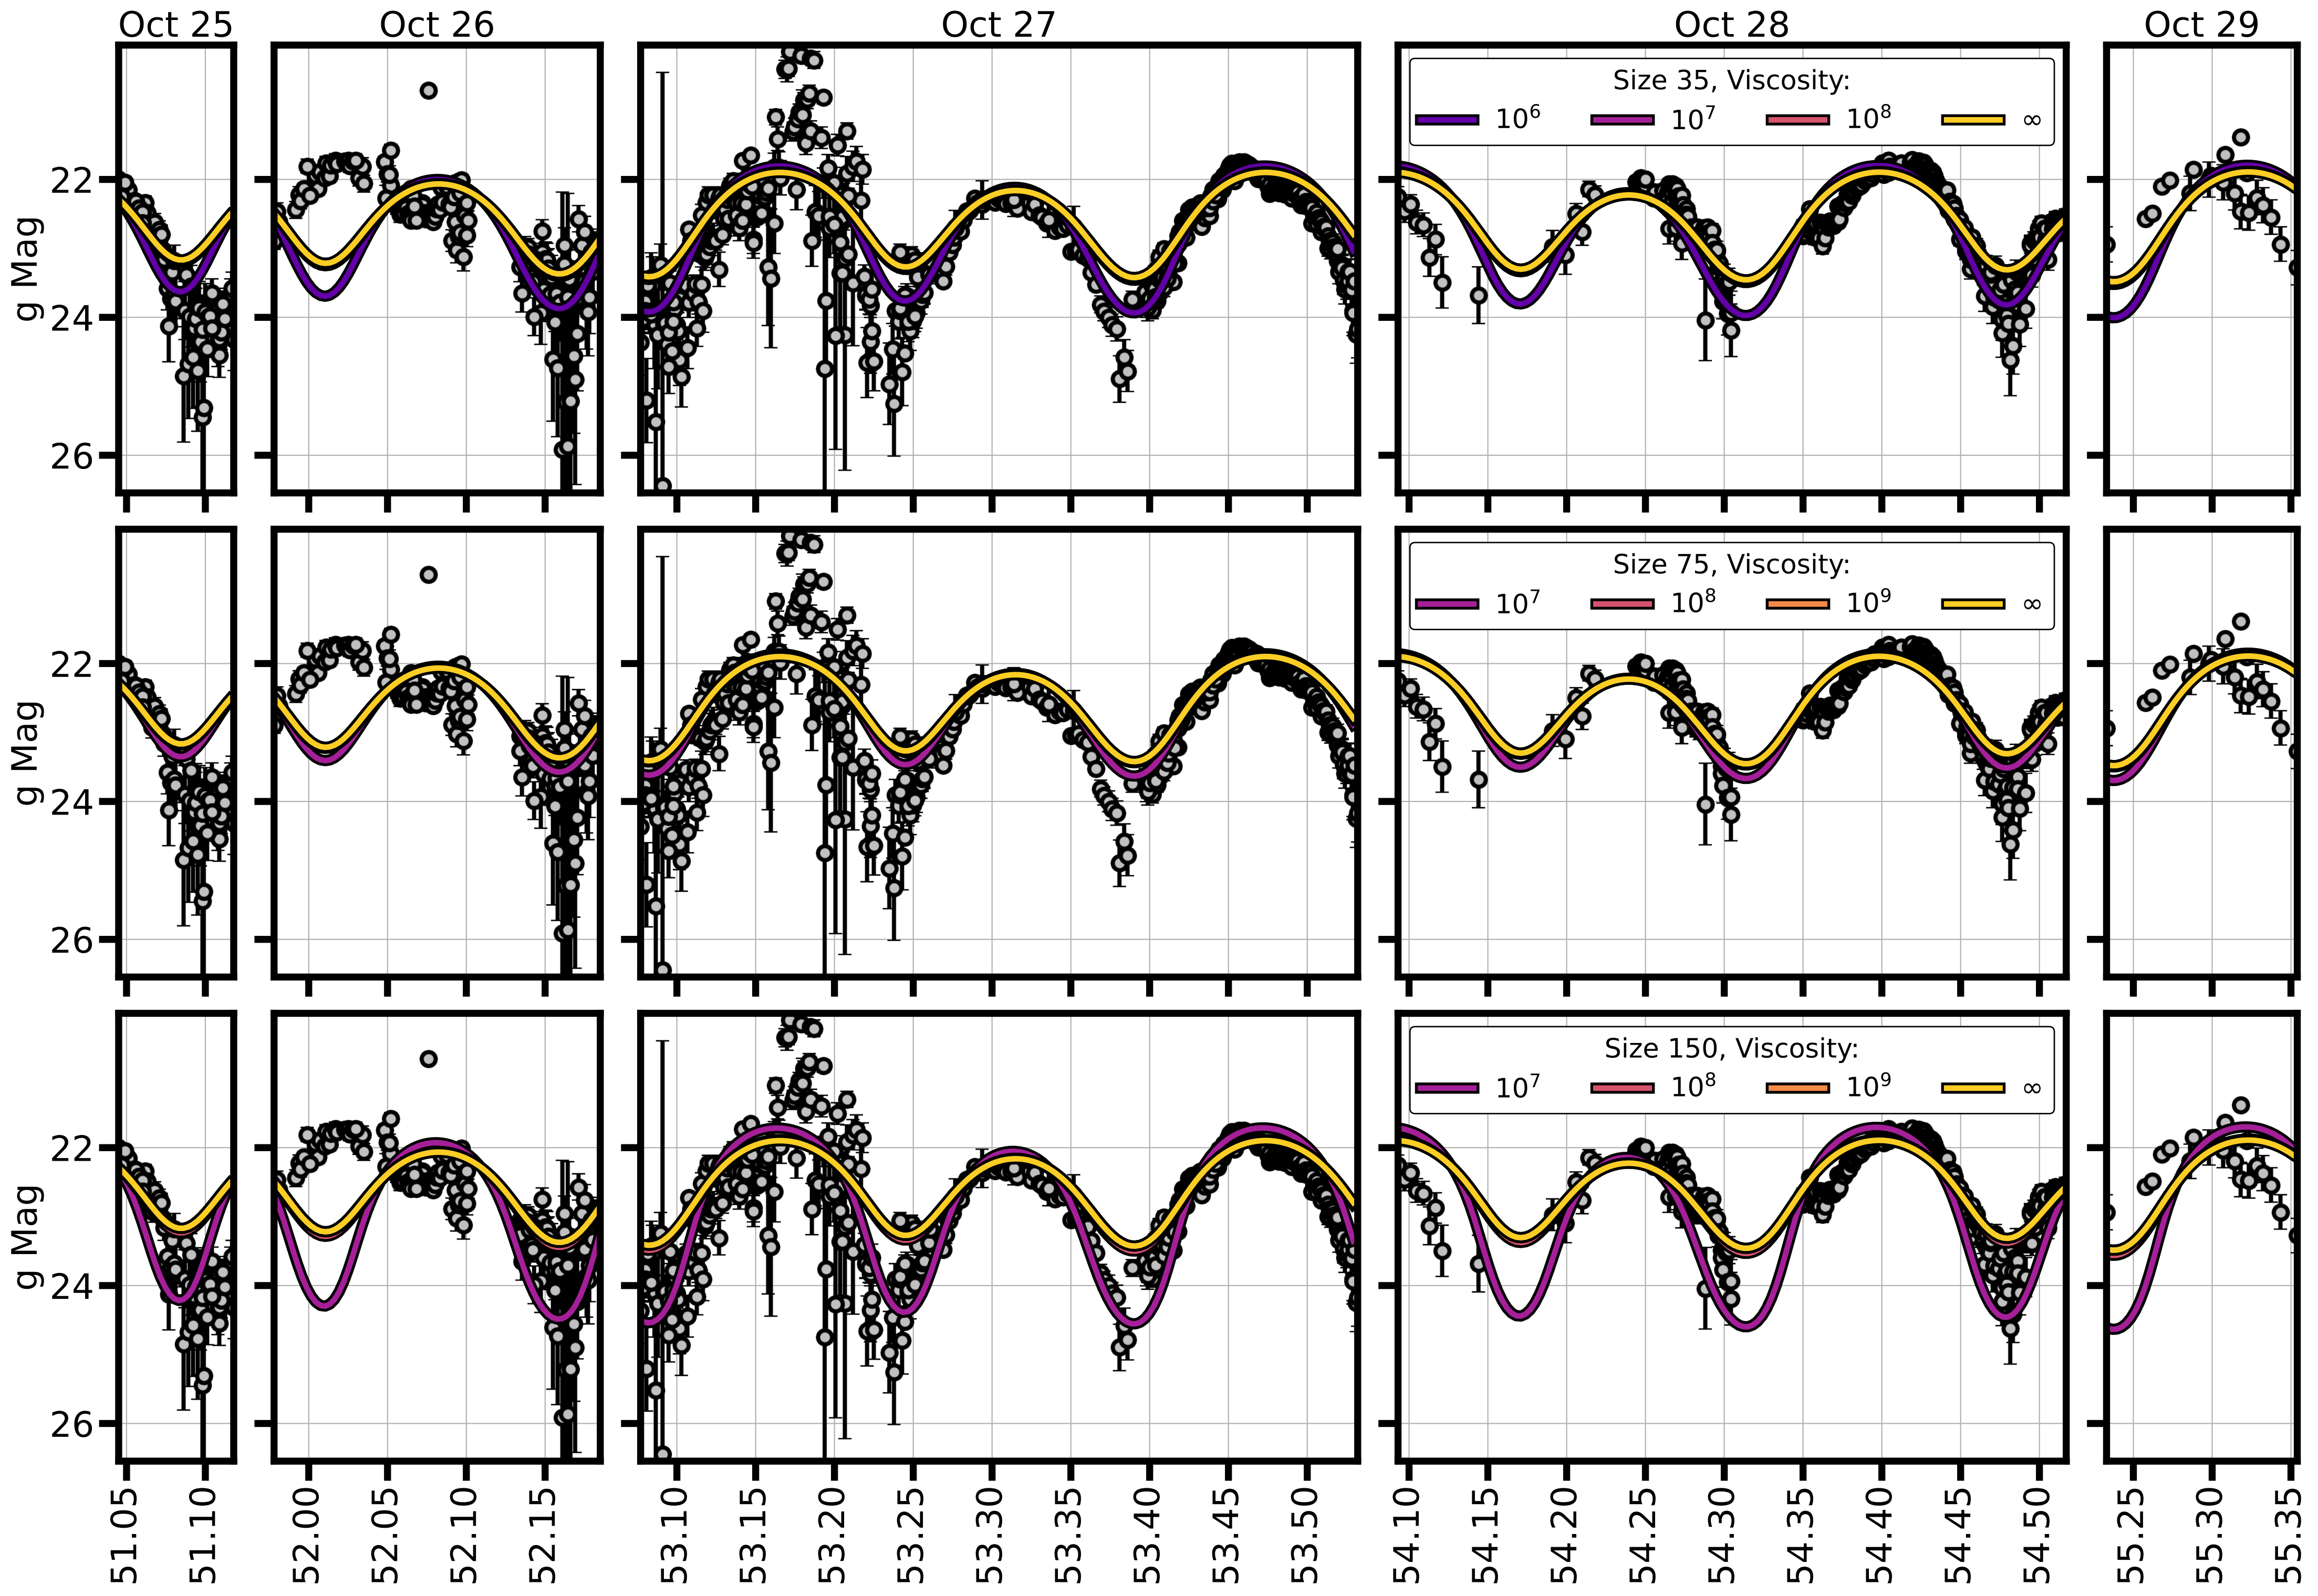 Oct 25 Oct 26 Oct 27 Oct 28 Oct 29
Size 35, Viscosity:
10⁶ 10⁷ 10⁸ ∞
22
24
26
g Mag
Size 75, Viscosity:
10⁷ 10⁸ 10⁹ ∞
22
24
26
g Mag
Size 150, Viscosity:
10⁷ 10⁸ 10⁹ ∞
22
24
26
g Mag
51.05 51.10 52.00 52.05 52.10 52.15 53.10 53.15 53.20 53.25 53.30 53.35 53.40 53.45 53.50 54.10 54.15 54.20 54.25 54.30 54.35 54.40 54.45 54.50 55.25 55.30 55.35